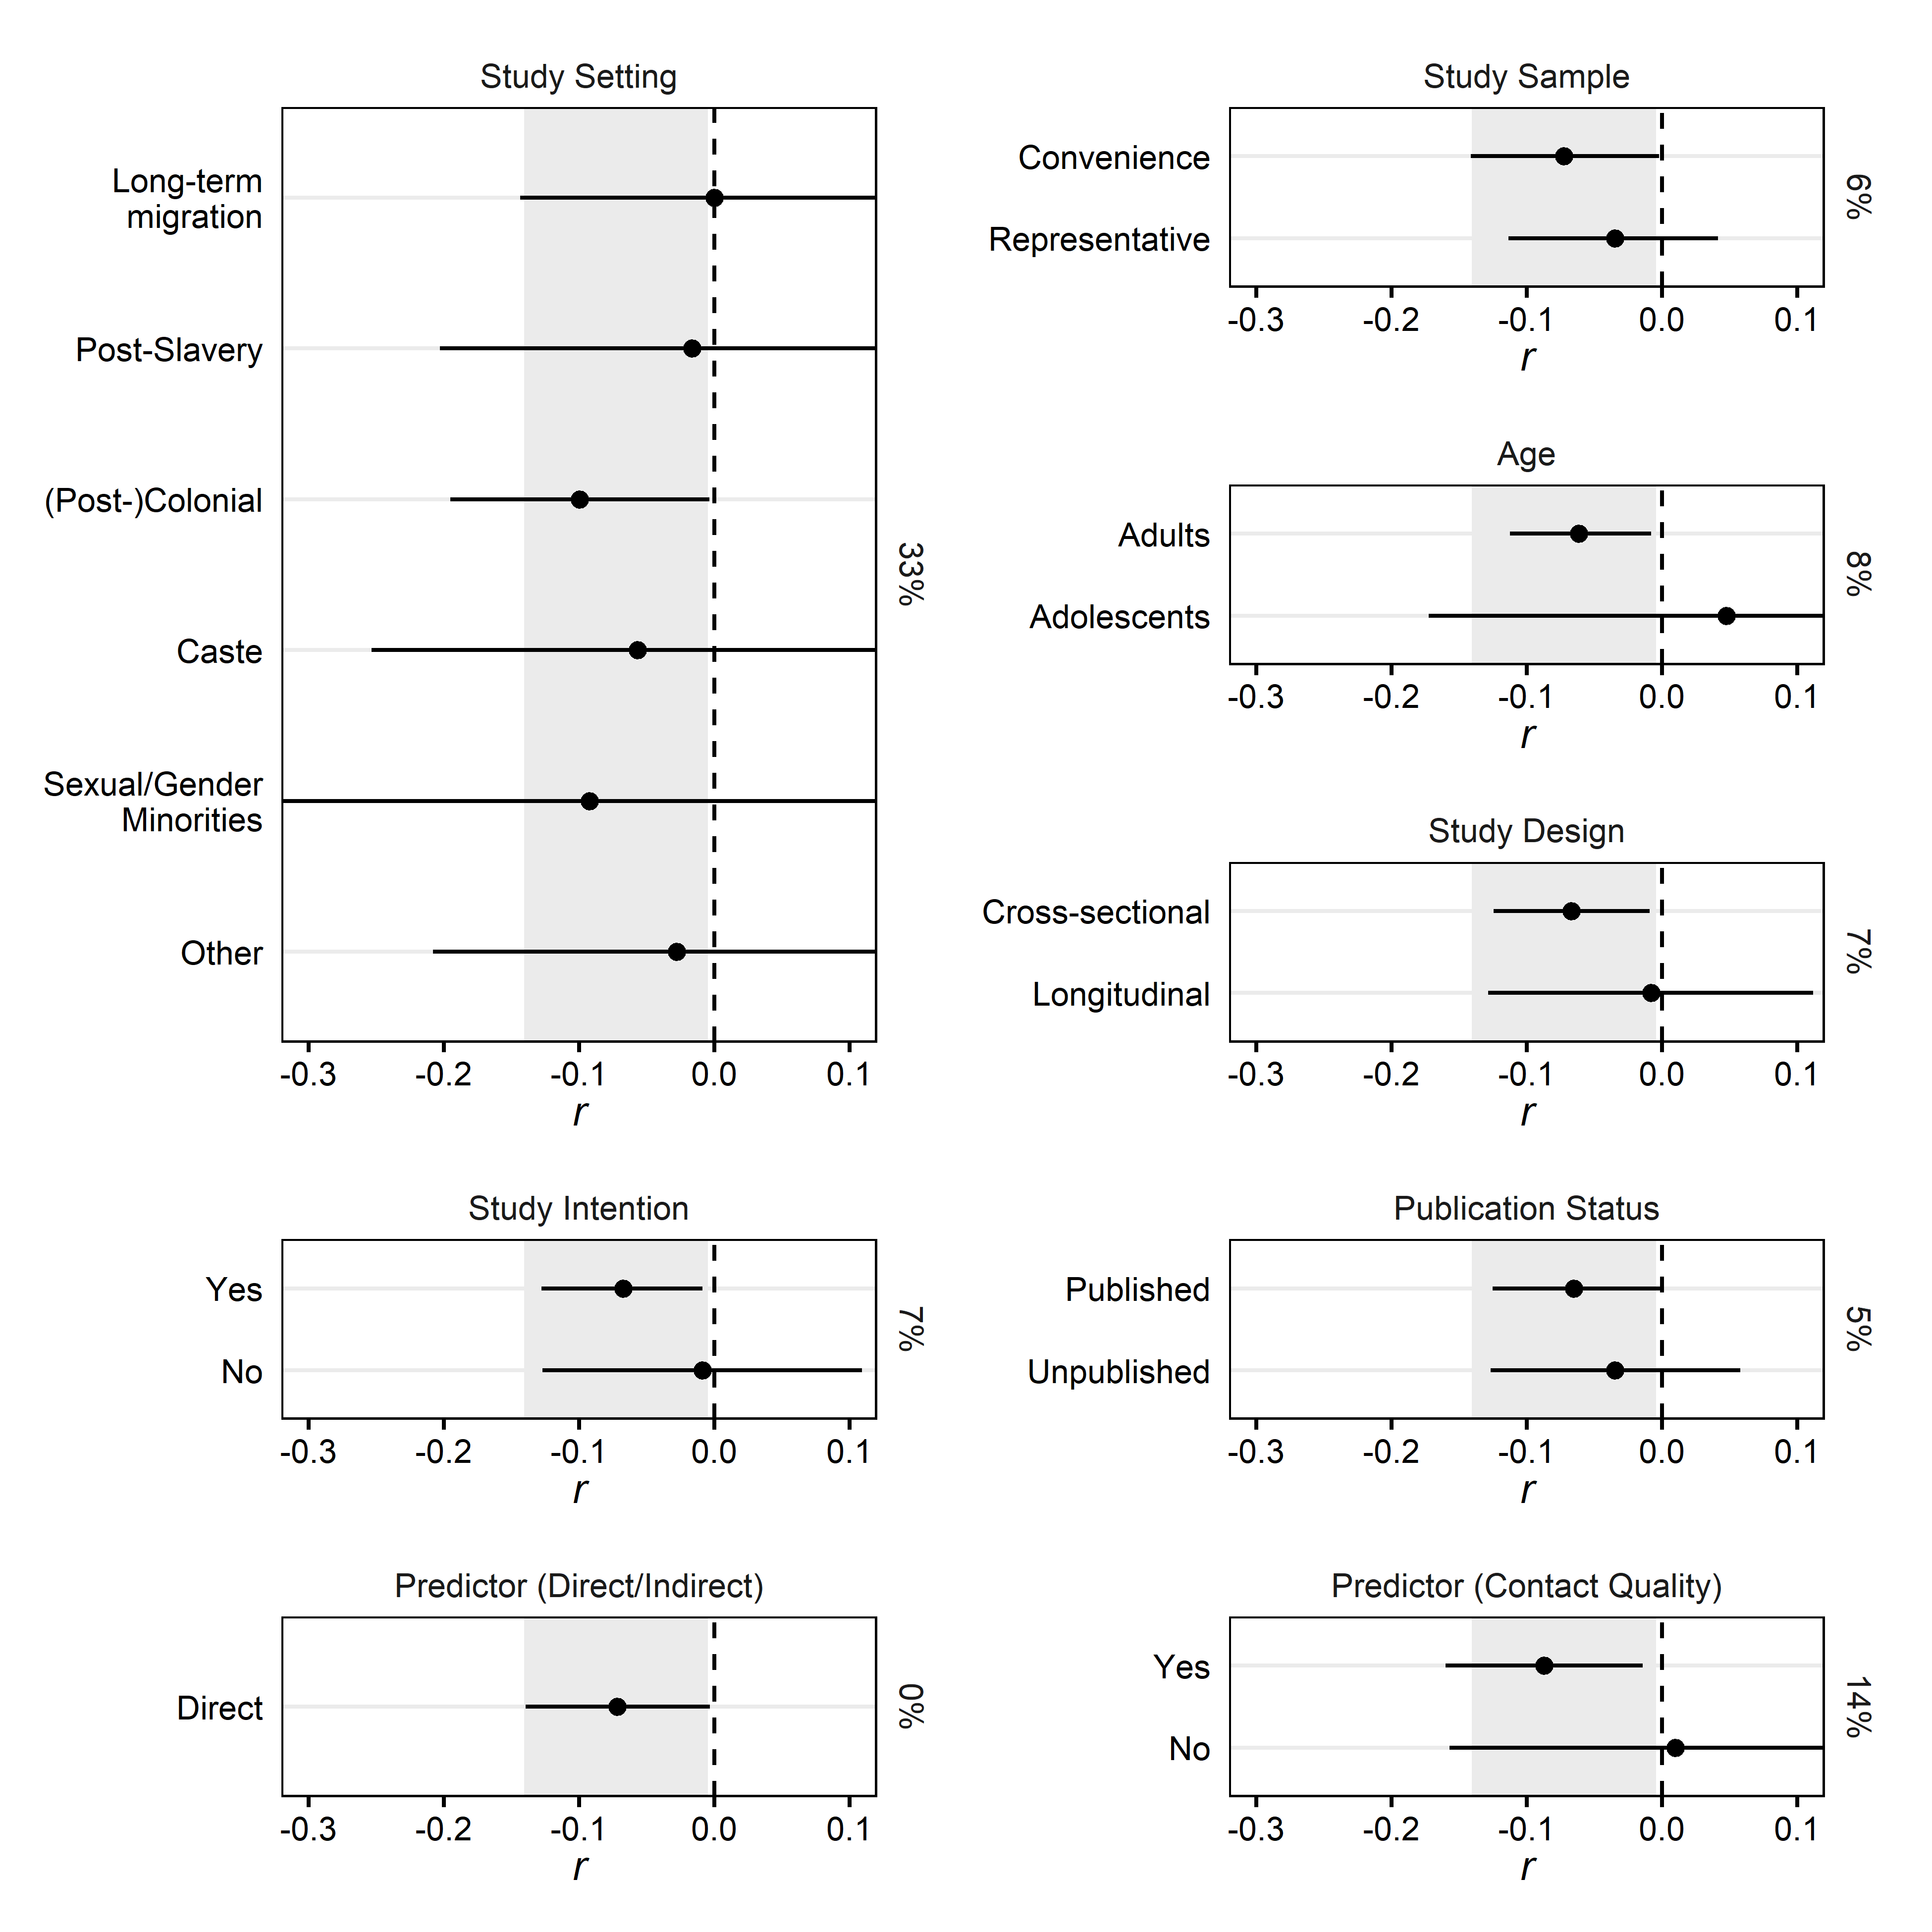 Study Setting
Long-term
migration
Post-Slavery
(Post-)Colonial
Caste
Sexual/Gender
Minorities
Other
33%
-0.3 -0.2 -0.1 0.0 0.1
r
Study Sample
Convenience
Representative
6%
-0.3 -0.2 -0.1 0.0 0.1
r
Age
Adults
Adolescents
8%
-0.3 -0.2 -0.1 0.0 0.1
r
Study Design
Cross-sectional
Longitudinal
7%
-0.3 -0.2 -0.1 0.0 0.1
r
Study Intention
Yes
No
7%
-0.3 -0.2 -0.1 0.0 0.1
r
Publication Status
Published
Unpublished
5%
-0.3 -0.2 -0.1 0.0 0.1
r
Predictor (Direct/Indirect)
Direct
0%
-0.3 -0.2 -0.1 0.0 0.1
r
Predictor (Contact Quality)
Yes
No
14%
-0.3 -0.2 -0.1 0.0 0.1
r